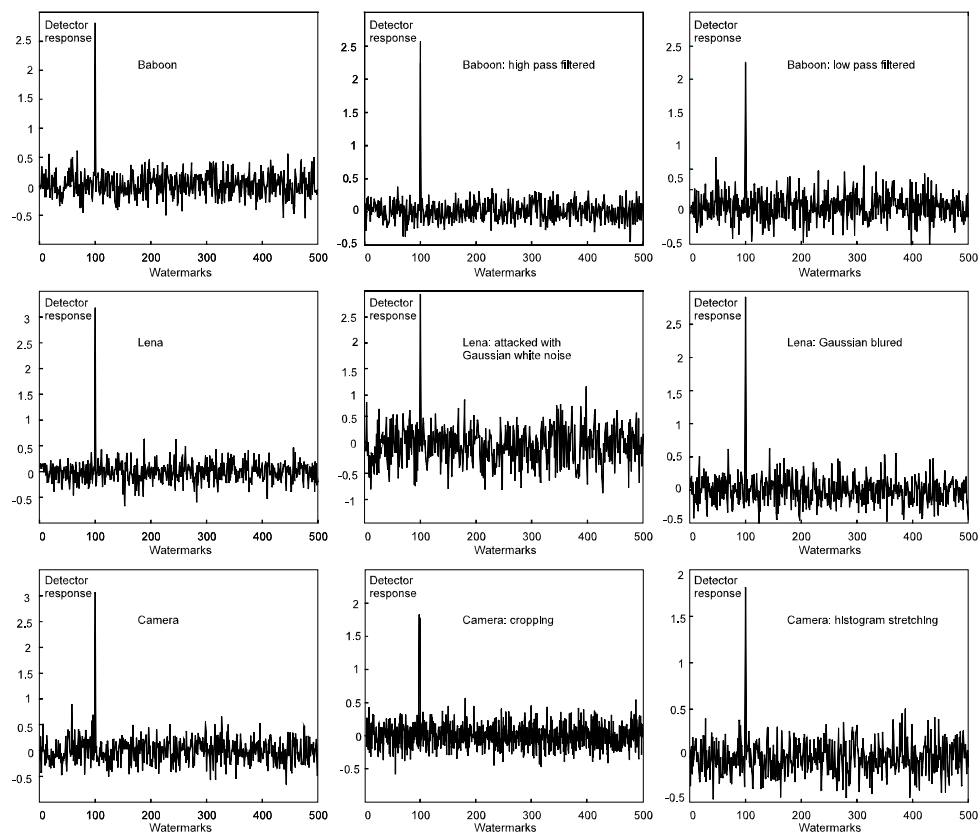 Detector
response
Baboon
2.5
2
1.5
1
0.5
0
−0.5
0 100 200 300 400 500
Watermarks
Detector
response
Baboon: high pass filtered
2.5
2
1.5
1
0.5
0
−0.5
0 100 200 300 400 500
Watermarks
Detector
response
Baboon: low pass filtered
2.5
2
1.5
1
0.5
0
−0.5
0 100 200 300 400 500
Watermarks
Detector
response
Lena
3
2.5
2
1.5
1
0.5
0
−0.5
0 100 200 300 400 500
Watermarks
Detector
response
Lena: attacked with
Gaussian white noise
2.5
2
1.5
1
0.5
0
−0.5
−1
0 100 200 300 400 500
Watermarks
Detector
response
Lena: Gaussian blured
2.5
2
1.5
1
0.5
0
−0.5
0 100 200 300 400 500
Watermarks
Detector
response
Camera
3
2.5
2
1.5
1
0.5
0
−0.5
0 100 200 300 400 500
Watermarks
Detector
response
Camera: cropping
2
1.5
1
0.5
0
−0.5
0 100 200 300 400 500
Watermarks
Detector
response
Camera: histogram stretching
2
1.5
1
0.5
0
−0.5
0 100 200 300 400 500
Watermarks